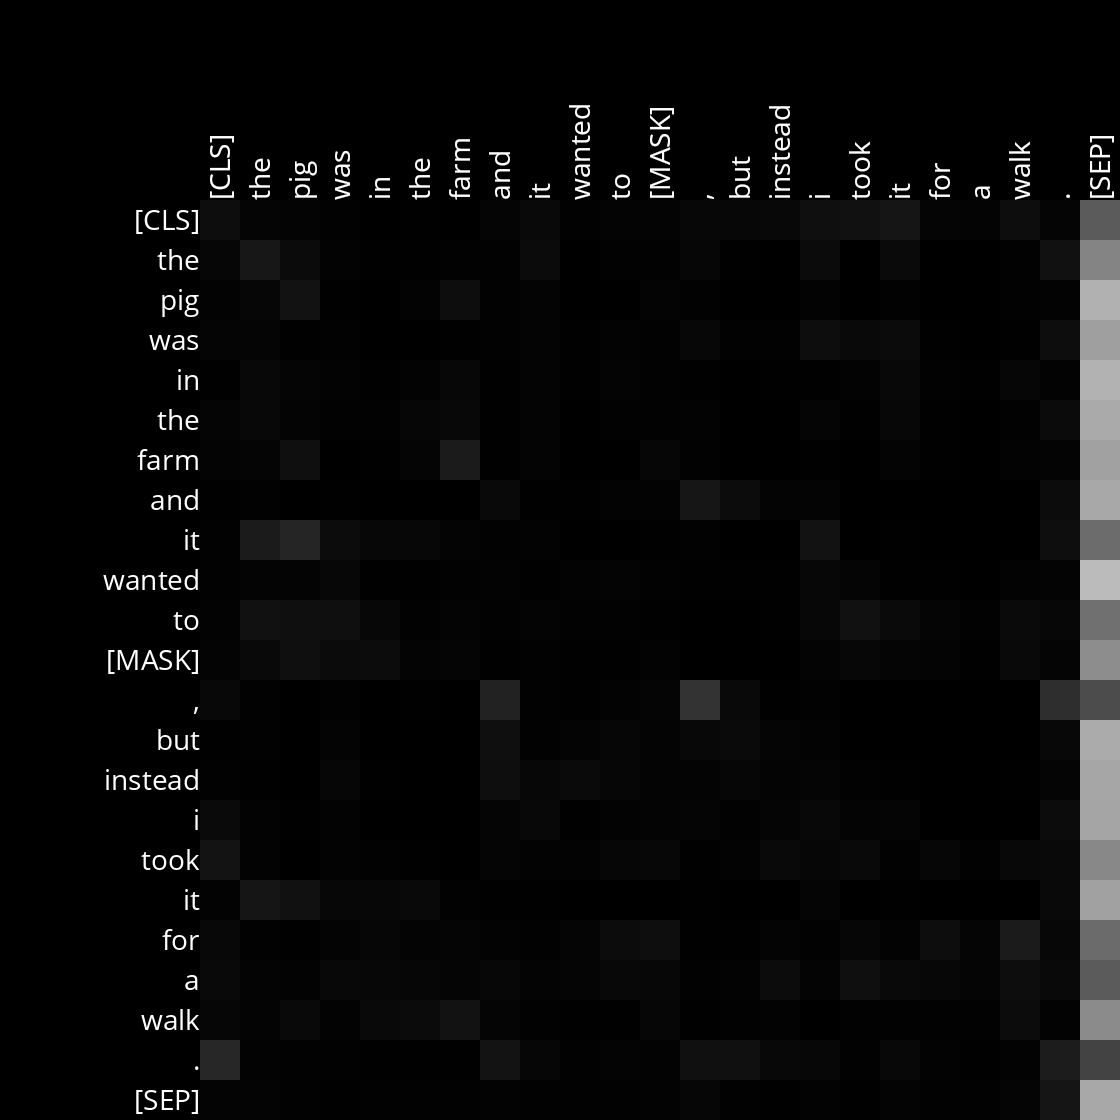 [CLS] the pig was in the farm and it wanted to [MASK] , but instead i took it for a walk . [SEP]
[CLS]
the
pig
was
in
the
farm
and
it
wanted
to
[MASK]
,
but
instead
i
took
it
for
a
walk
.
[SEP]